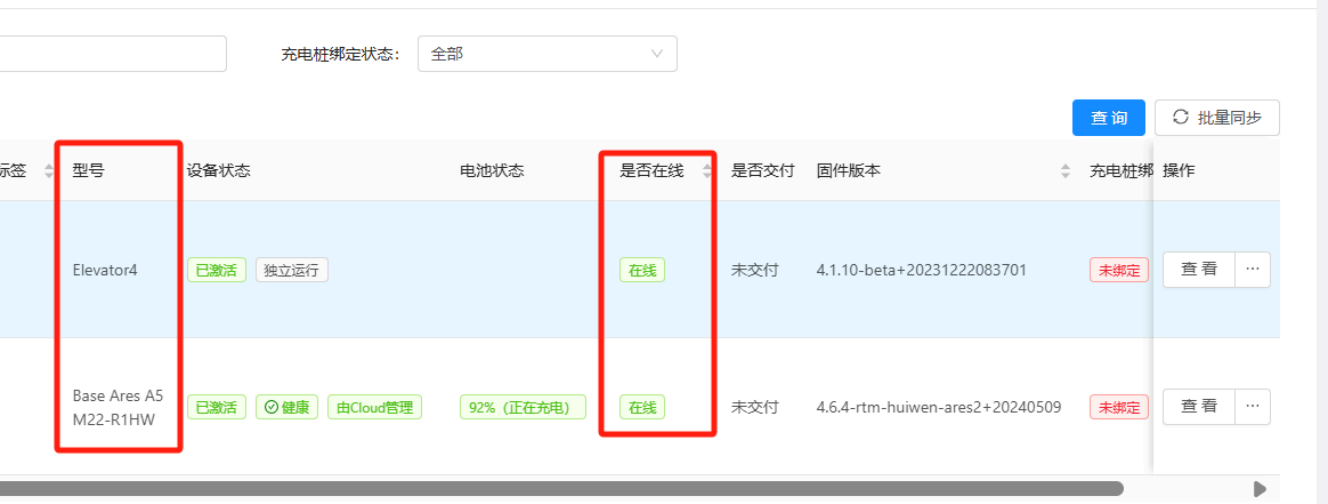 充电桩绑定状态： 全部
查询 批量同步
标签 型号 设备状态 电池状态 是否在线 是否交付 固件版本 充电桩绑 操作
Elevator4 已激活 独立运行 在线 未交付 4.1.10-beta+20231222083701 未绑定 查看 ···
Base Ares A5
M22-R1HW 已激活 健康 由Cloud管理 92%（正在充电） 在线 未交付 4.6.4-rtm-huiwen-ares2+20240509 未绑定 查看 ···